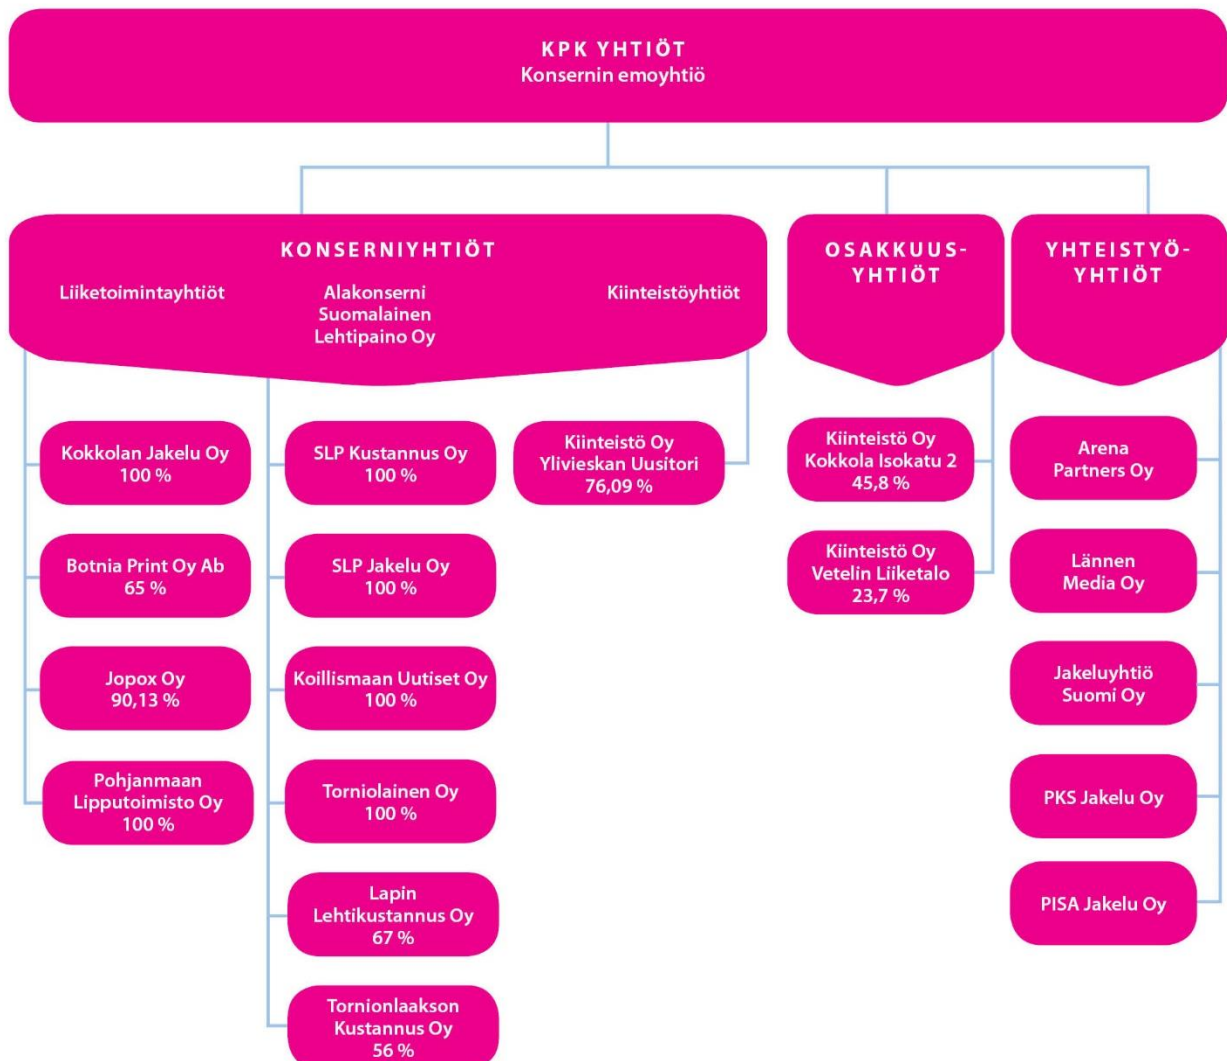 KPK YHTIÖT
Konsernin emoyhtiö
KONSERNIYHTIÖT
Liiketoimintayhtiöt
Alakonserni
Suomalainen
Lehtipaino Oy
Kiinteistöyhtiöt
OSAKKUUS-
YHTIÖT
YHTEISTYÖ-
YHTIÖT
Kokkolan Jakelu Oy
100 %
Botnia Print Oy Ab
65 %
Jopox Oy
90,13 %
Pohjanmaan
Lipputoimisto Oy
100 %
SLP Kustannus Oy
100 %
SLP Jakelu Oy
100 %
Koillismaan Uutiset Oy
100 %
Torniolainen Oy
100 %
Lapin
Lehtikustannus Oy
67 %
Tornionlaakson
Kustannus Oy
56 %
Kiinteistö Oy
Ylivieskan Uusitori
76,09 %
Kiinteistö Oy
Kokkola Isokatu 2
45,8 %
Kiinteistö Oy
Vetelin Liiketalo
23,7 %
Arena
Partners Oy
Lännen
Media Oy
Jakeluyhtiö
Suomi Oy
PKS Jakelu Oy
PISA Jakelu Oy